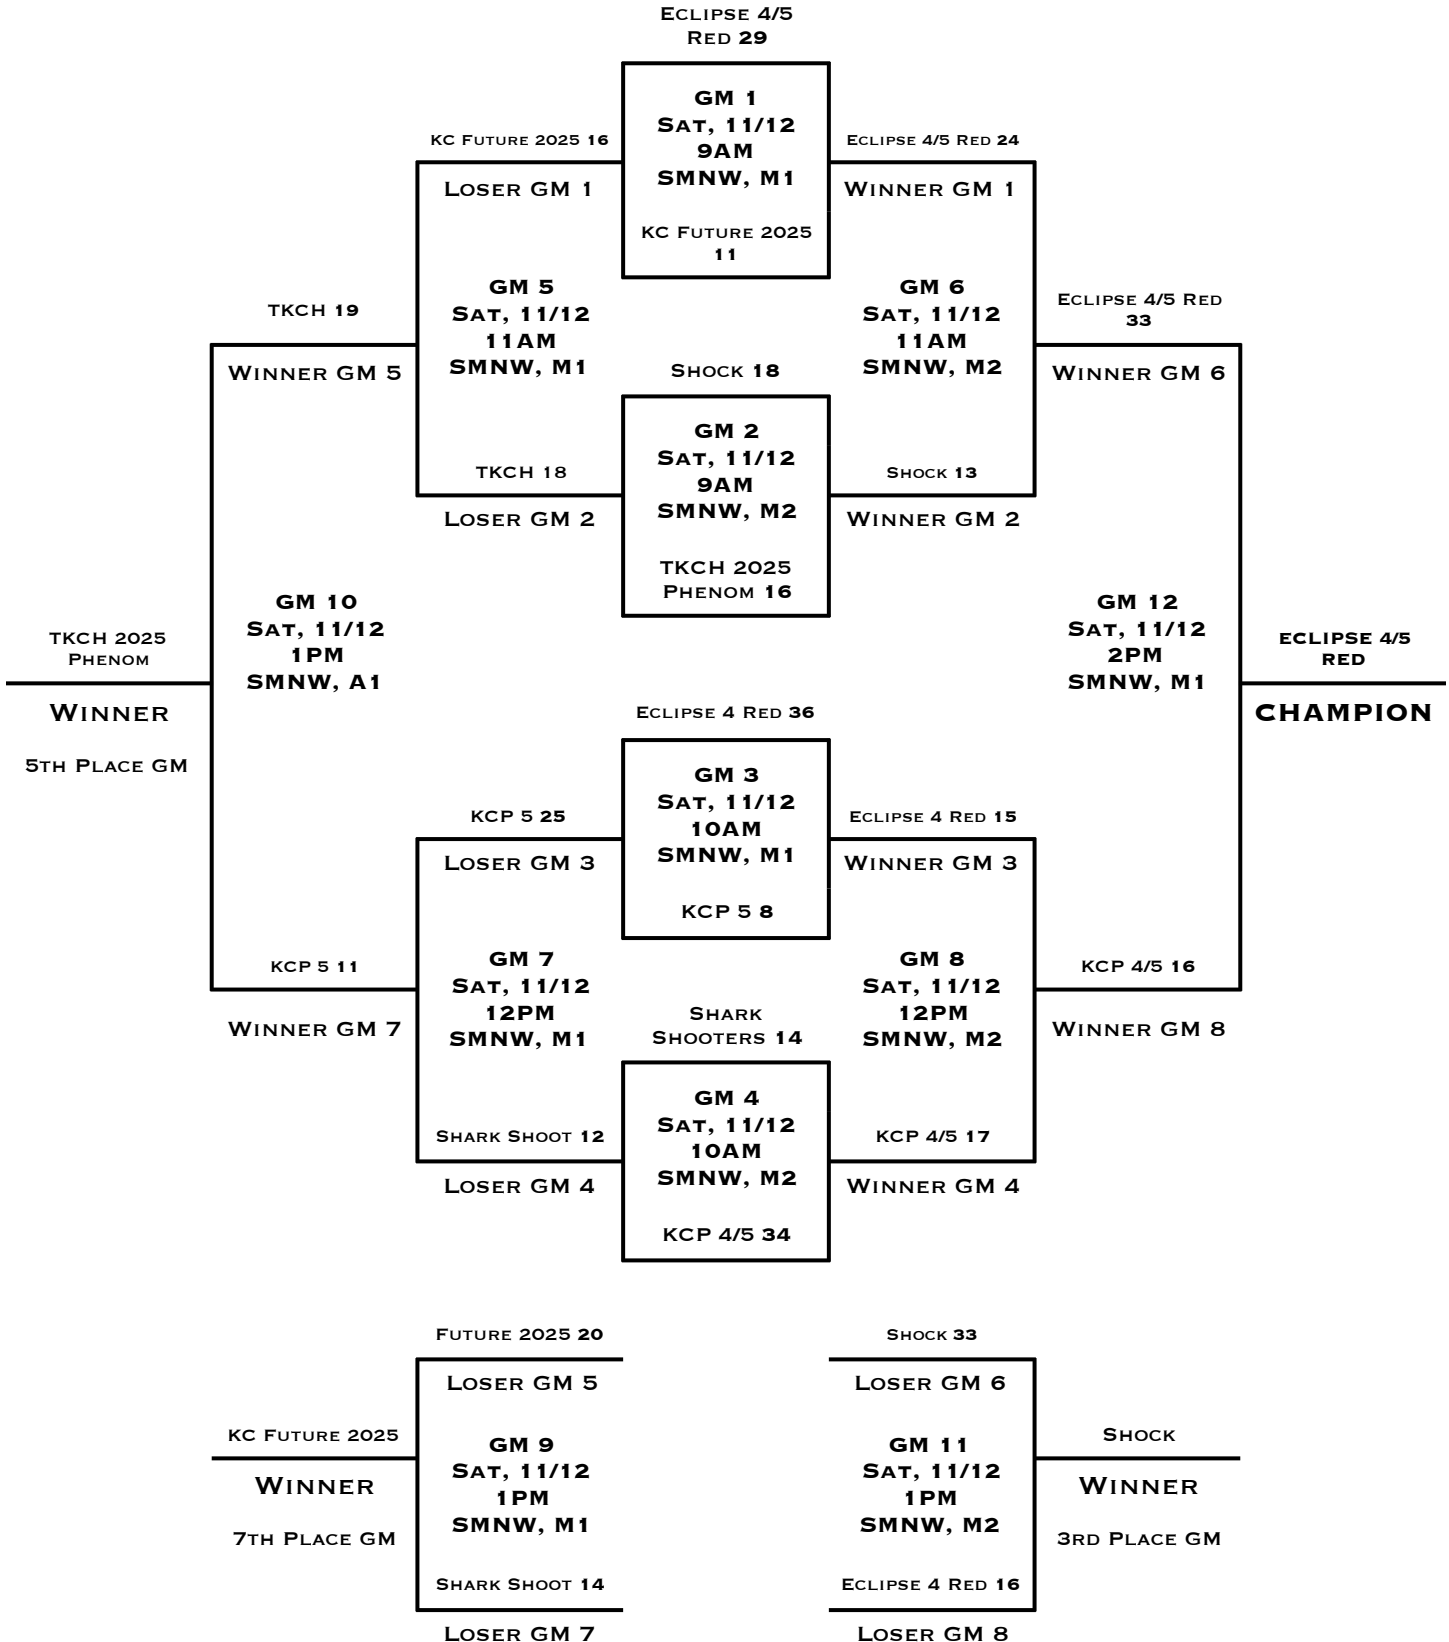 Eclipse 4/5
Red 29
GM 1
Sat, 11/12
9AM
SMNW, M1
KC Future 2025
11
KC Future 2025 16
Loser GM 1
Eclipse 4/5 Red 24
Winner GM 1
GM 5
Sat, 11/12
11AM
SMNW, M1
GM 6
Sat, 11/12
11AM
SMNW, M2
TKCH 19
Winner GM 5
Eclipse 4/5 Red
33
Winner GM 6
Shock 18
GM 2
Sat, 11/12
9AM
SMNW, M2
TKCH 2025
Phenom 16
TKCH 18
Loser GM 2
Shock 13
Winner GM 2
GM 10
Sat, 11/12
1PM
SMNW, A1
GM 12
Sat, 11/12
2PM
SMNW, M1
TKCH 2025
Phenom
Winner
5th Place GM
ECLIPSE 4/5
RED
CHAMPION
Eclipse 4 Red 36
GM 3
Sat, 11/12
10AM
SMNW, M1
KCP 5 8
KCP 5 25
Loser GM 3
Eclipse 4 Red 15
Winner GM 3
GM 7
Sat, 11/12
12PM
SMNW, M1
GM 8
Sat, 11/12
12PM
SMNW, M2
KCP 5 11
Winner GM 7
KCP 4/5 16
Winner GM 8
Shark
Shooters 14
GM 4
Sat, 11/12
10AM
SMNW, M2
KCP 4/5 34
Shark Shoot 12
Loser GM 4
KCP 4/5 17
Winner GM 4
Future 2025 20
Loser GM 5
GM 9
Sat, 11/12
1PM
SMNW, M1
Shark Shoot 14
Loser GM 7
KC Future 2025
Winner
7th Place GM
Shock 33
Loser GM 6
GM 11
Sat, 11/12
1PM
SMNW, M2
Eclipse 4 Red 16
Loser GM 8
Shock
Winner
3rd Place GM